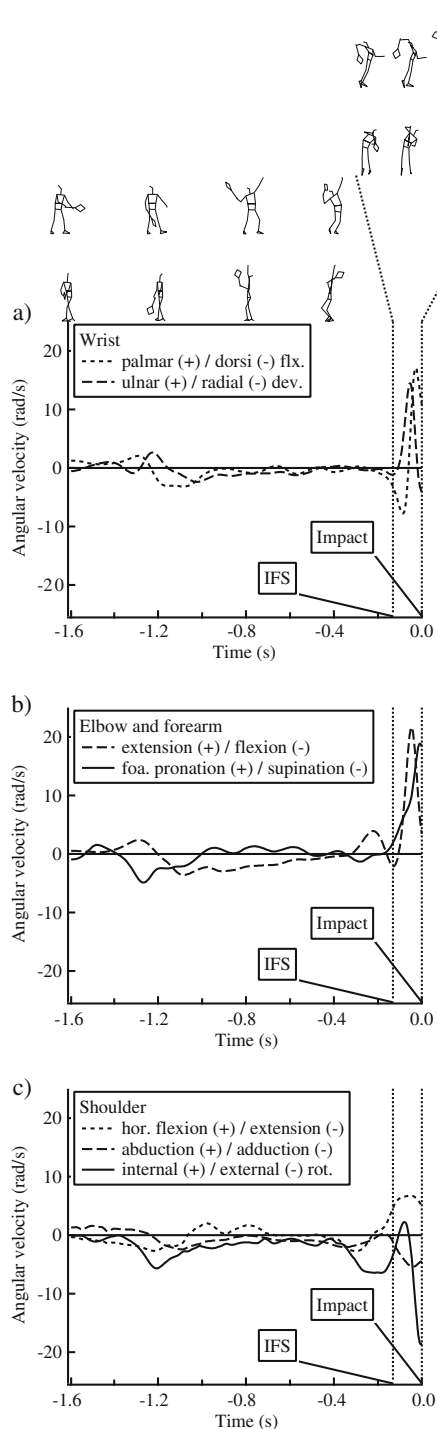 a)
Wrist
palmar (+) / dorsi (-) flx.
ulnar (+) / radial (-) dev.
Angular velocity (rad/s)
20
10
0
-10
-20
Impact
IFS
-1.6
-1.2
-0.8
-0.4
0.0
Time (s)
b)
Elbow and forearm
extension (+) / flexion (-)
foa. pronation (+) / supination (-)
Angular velocity (rad/s)
20
10
0
-10
-20
Impact
IFS
-1.6
-1.2
-0.8
-0.4
0.0
Time (s)
c)
Shoulder
hor. flexion (+) / extension (-)
abduction (+) / adduction (-)
internal (+) / external (-) rot.
Angular velocity (rad/s)
20
10
0
-10
-20
Impact
IFS
-1.6
-1.2
-0.8
-0.4
0.0
Time (s)